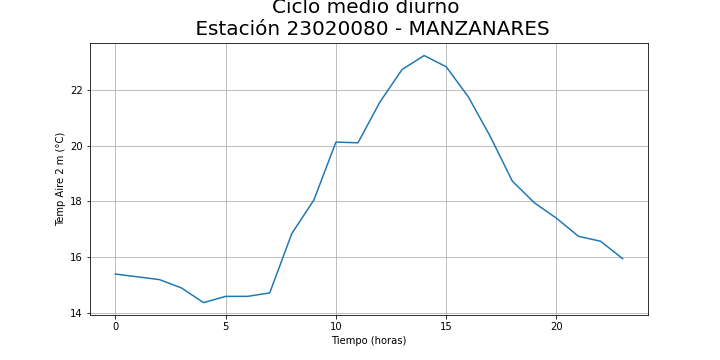 Ciclo medio diurno
Estación 23020080 - MANZANARES
Temp Aire 2 m (°C)
22
20
18
16
14
0
5
10
15
20
Tiempo (horas)